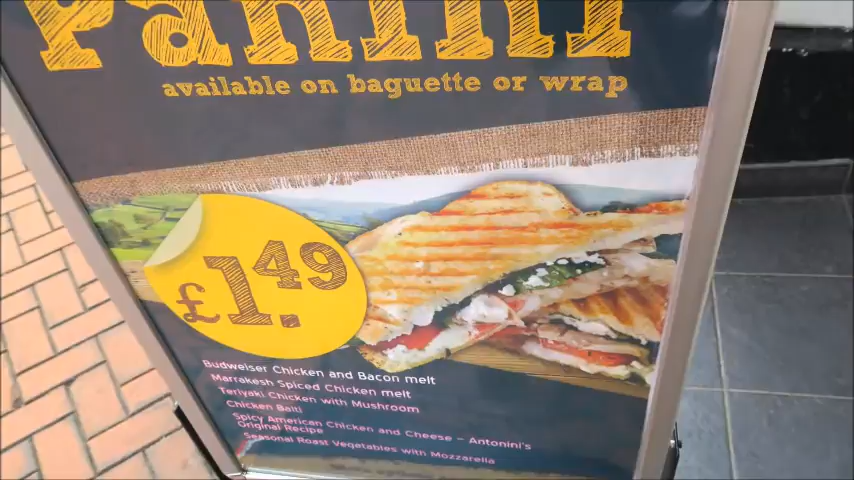 Panini
available on baguette or wrap
£1.49
Budweiser Chicken and Bacon melt
Marrakesh Spiced Chicken melt
Teriyaki Chicken with Mushroom
Chicken Balti
Spicy American Chicken and Cheese – Antonini's
Original Recipe
Seasonal Roast Vegatables with Mozzarella